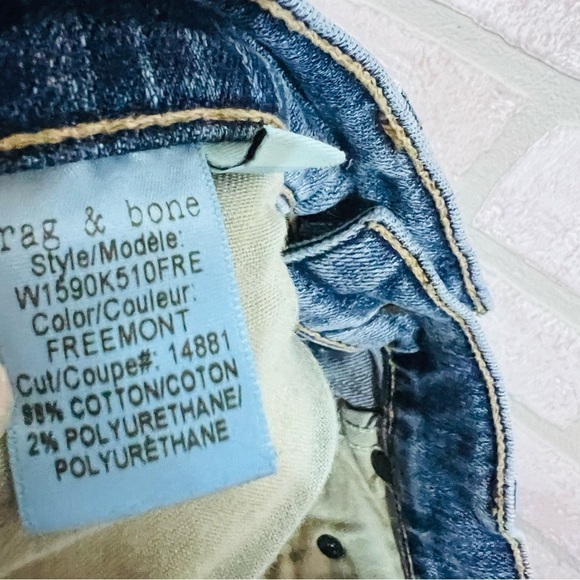 rag & bone
Style/Modèle:
W1590K510FRE
Color/Couleur:
FREEMONT
Cut/Coupe#: 14881
98% COTTON/COTON
2% POLYURETHANE/
POLYURÉTHANE